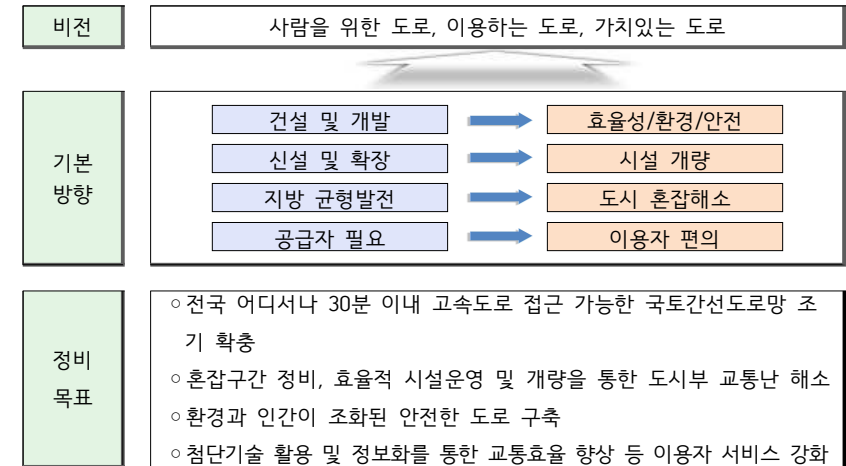 비전
사람을 위한 도로, 이용하는 도로, 가치있는 도로
기본
방향
건설 및 개발
효율성/환경/안전
신설 및 확장
시설 개량
지방 균형발전
도시 혼잡해소
공급자 필요
이용자 편의
정비
목표
○전국 어디서나 30분 이내 고속도로 접근 가능한 국토간선도로망 조
기 확충
○혼잡구간 정비, 효율적 시설운영 및 개량을 통한 도시부 교통난 해소
○환경과 인간이 조화된 안전한 도로 구축
○첨단기술 활용 및 정보화를 통한 교통효율 향상 등 이용자 서비스 강화